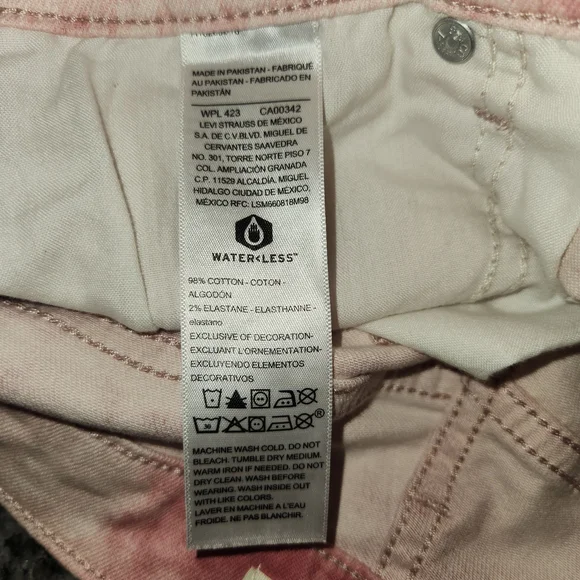 MADE IN PAKISTAN - FABRIQUÉ
AU PAKISTAN - FABRICADO EN
PAKISTÁN
WPL 423 CA00342
LEVI STRAUSS DE MÉXICO
S.A. DE C.V.BLVD. MIGUEL DE
CERVANTES SAAVEDRA
NO. 301, TORRE NORTE PISO 7
COL. AMPLIACIÓN GRANADA
C.P. 11529 ALCALDÍA. MIGUEL
HIDALGO CIUDAD DE MÉXICO.
MÉXICO RFC: LSM660818M98
WATER<LESS™
98% COTTON - COTON -
ALGODÓN
2% ELASTANE - ELASTHANNE -
elastano
EXCLUSIVE OF DECORATION-
EXCLUANT L'ORNEMENTATION-
EXCLUYENDO ELEMENTOS
DECORATIVOS
30
®
MACHINE WASH COLD. DO NOT
BLEACH. TUMBLE DRY MEDIUM.
WARM IRON IF NEEDED. DO NOT
DRY CLEAN. WASH BEFORE
WEARING. WASH INSIDE OUT
WITH LIKE COLORS.
LAVER EN MACHINE A L'EAU
FROIDE. NE PAS BLANCHIR.